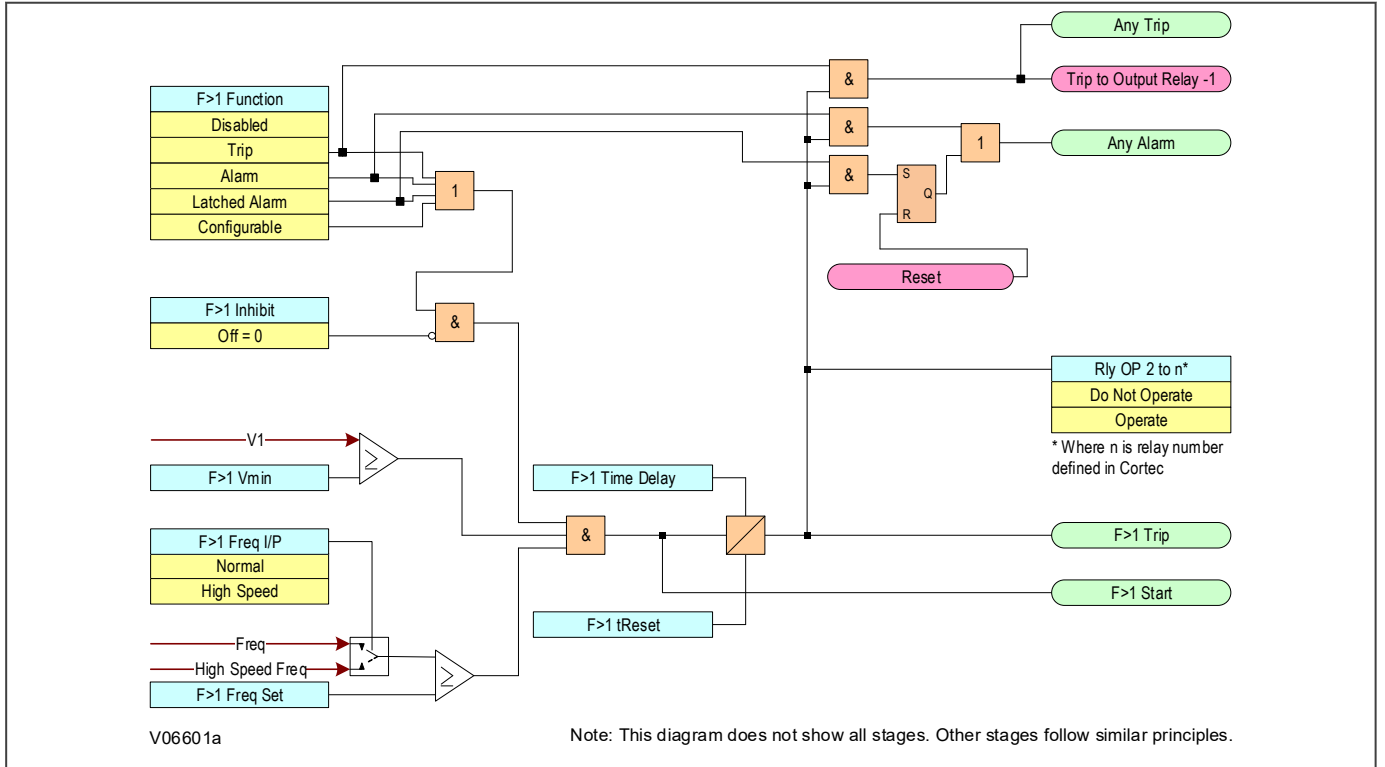 Any Trip
Trip to Output Relay -1
Any Alarm
F>1 Function
Disabled
Trip
Alarm
Latched Alarm
Configurable
&
&
&
1
1
S
Q
R
Reset
F>1 Inhibit
Off = 0
&
Rly OP 2 to n*
Do Not Operate
Operate
* Where n is relay number
defined in Cortec
V1
≥
F>1 Vmin
F>1 Time Delay
F>1 Freq I/P
Normal
High Speed
&
F>1 Trip
F>1 Start
F>1 tReset
Freq
High Speed Freq
≥
F>1 Freq Set
V06601a
Note: This diagram does not show all stages. Other stages follow similar principles.